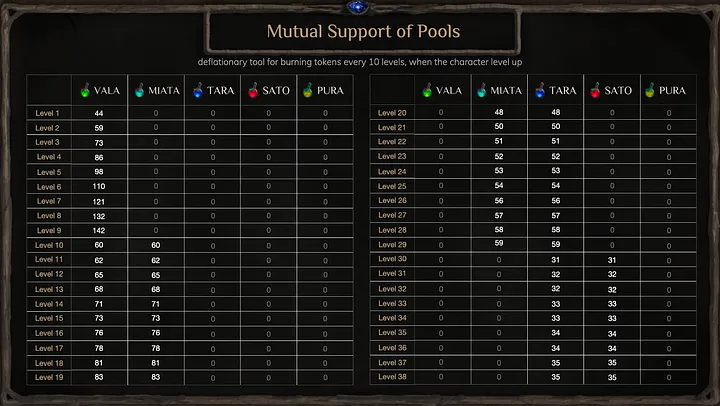 Mutual Support of Pools
deflationary tool for burning tokens every 10 levels, when the character level up
VALA MIATA TARA SATO PURA
Level 1 44 0 0 0 0
Level 2 59 0 0 0 0
Level 3 73 0 0 0 0
Level 4 86 0 0 0 0
Level 5 98 0 0 0 0
Level 6 110 0 0 0 0
Level 7 121 0 0 0 0
Level 8 132 0 0 0 0
Level 9 142 0 0 0 0
Level 10 60 60 0 0 0
Level 11 62 62 0 0 0
Level 12 65 65 0 0 0
Level 13 68 68 0 0 0
Level 14 71 71 0 0 0
Level 15 73 73 0 0 0
Level 16 76 76 0 0 0
Level 17 78 78 0 0 0
Level 18 81 81 0 0 0
Level 19 83 83 0 0 0
VALA MIATA TARA SATO PURA
Level 20 0 48 48 0 0
Level 21 0 50 50 0 0
Level 22 0 51 51 0 0
Level 23 0 52 52 0 0
Level 24 0 53 53 0 0
Level 25 0 54 54 0 0
Level 26 0 56 56 0 0
Level 27 0 57 57 0 0
Level 28 0 58 58 0 0
Level 29 0 59 59 0 0
Level 30 0 0 31 31 0
Level 31 0 0 32 32 0
Level 32 0 0 32 32 0
Level 33 0 0 33 33 0
Level 34 0 0 33 33 0
Level 35 0 0 34 34 0
Level 36 0 0 34 34 0
Level 37 0 0 35 35 0
Level 38 0 0 35 35 0